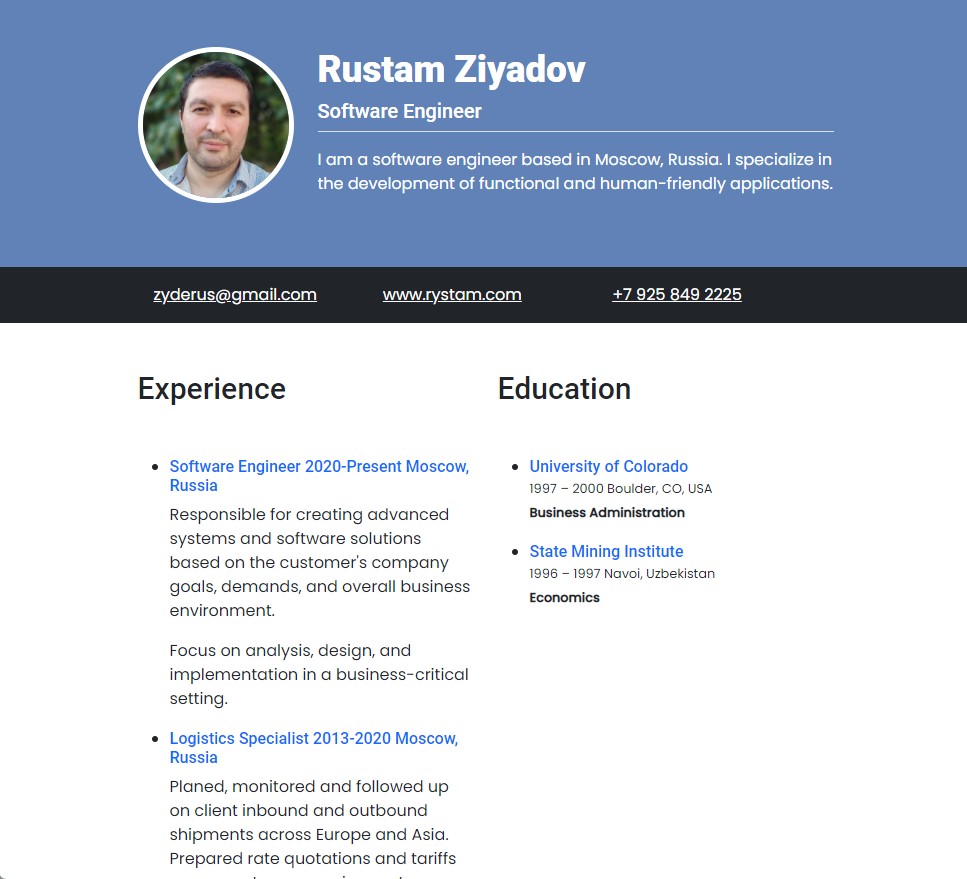 Rustam Ziyadov
Software Engineer
I am a software engineer based in Moscow, Russia. I specialize in
the development of functional and human-friendly applications.
zyderus@gmail.com
www.rystam.com
+7 925 849 2225
Experience
Software Engineer 2020-Present Moscow,
Russia
Responsible for creating advanced
systems and software solutions
based on the customer's company
goals, demands, and overall business
environment.
Focus on analysis, design, and
implementation in a business-critical
setting.
Logistics Specialist 2013-2020 Moscow,
Russia
Planed, monitored and followed up
on client inbound and outbound
shipments across Europe and Asia.
Prepared rate quotations and tariffs
Education
University of Colorado
1997 – 2000 Boulder, CO, USA
Business Administration
State Mining Institute
1996 – 1997 Navoi, Uzbekistan
Economics